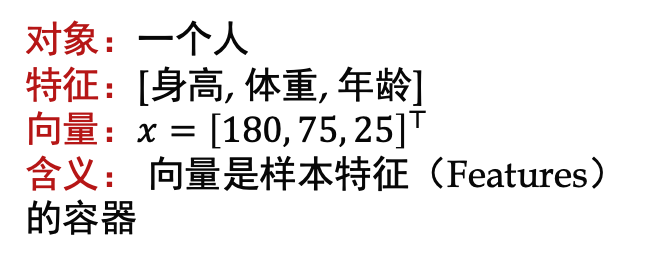 对象：一个人
特征：[身高, 体重, 年龄]
向量：x = [180, 75, 25]⊤
含义： 向量是样本特征（Features）
的容器